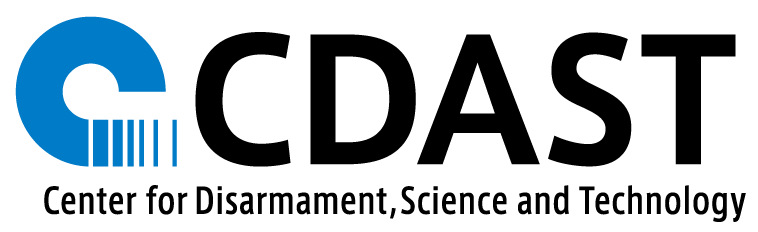 CDAST
Center for Disarmament, Science and Technology